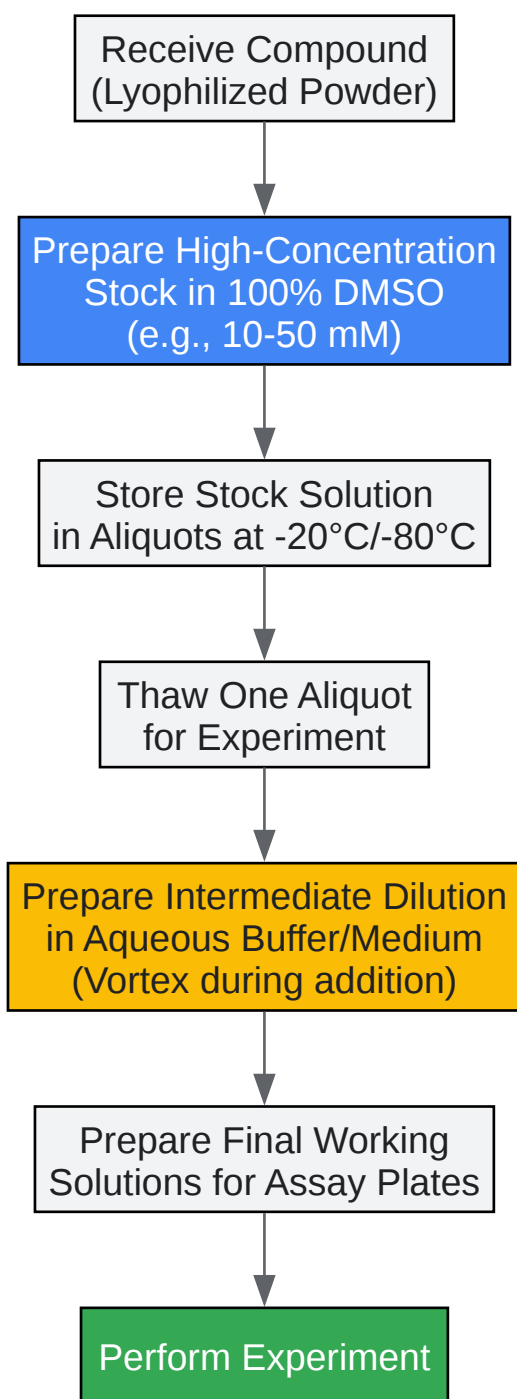 Receive Compound
(Lyophilized Powder)
Prepare High-Concentration
Stock in 100% DMSO
(e.g., 10-50 mM)
Store Stock Solution
in Aliquots at -20°C/-80°C
Thaw One Aliquot
for Experiment
Prepare Intermediate Dilution
in Aqueous Buffer/Medium
(Vortex during addition)
Prepare Final Working
Solutions for Assay Plates
Perform Experiment